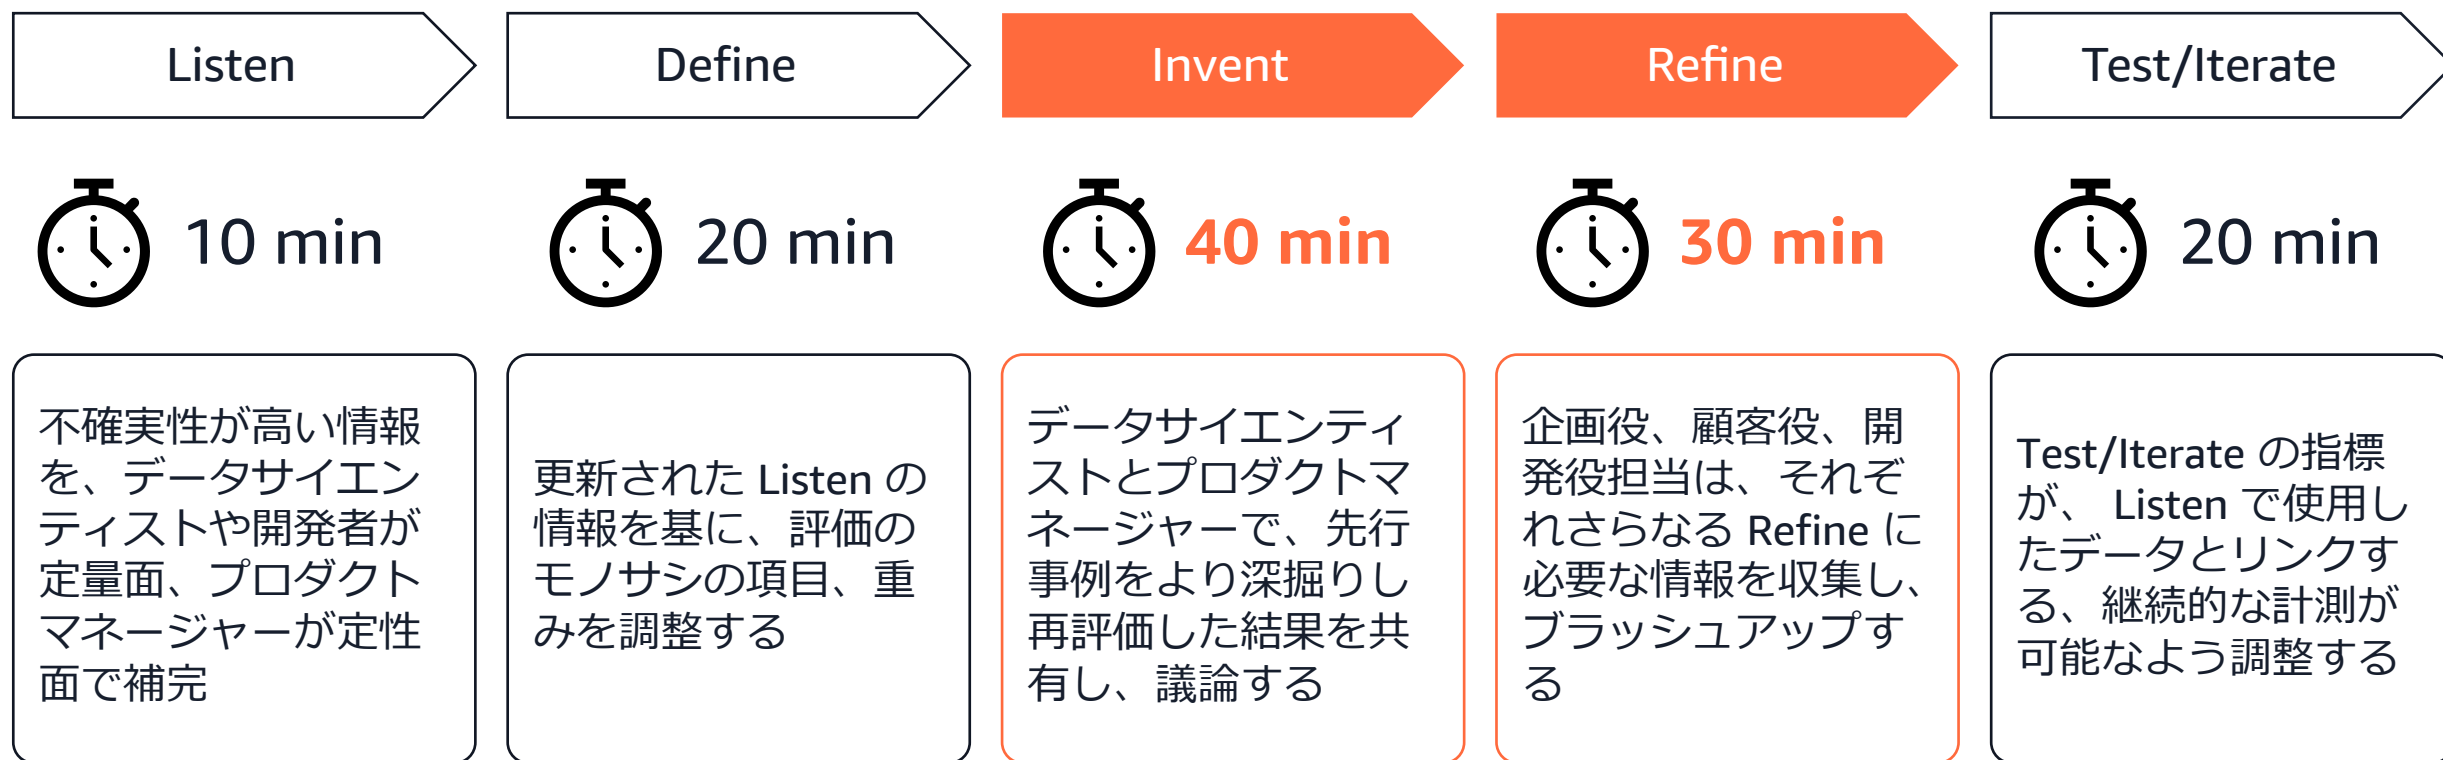 Listen
Define
Invent
Refine
Test/Iterate
10 min
20 min
40 min
30 min
20 min
不確実性が高い情報
を、データサイエン
ティストや開発者が
定量面、プロダクト
マネージャーが定性
面で補完
更新された Listen の
情報を基に、評価の
モノサシの項目、重
みを調整する
データサイエンティ
ストとプロダクトマ
ネージャーで、先行
事例をより深掘りし
再評価した結果を共
有し、議論する
企画役、顧客役、開
発役担当は、それぞ
れさらなる Refine に
必要な情報を収集し、
ブラッシュアップす
る
Test/Iterate の指標
が、 Listen で使用し
たデータとリンクす
る、継続的な計測が
可能なよう調整する